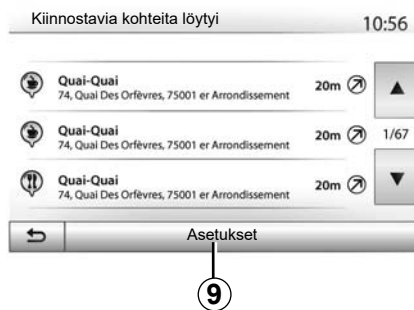 Kiinnostavia kohteita löytyi 10:56
Quai-Quai
74, Quai Des Orfèvres, 75001 er Arrondissement
20m
Quai-Quai
74, Quai Des Orfèvres, 75001 er Arrondissement
20m
1/67
Quai-Quai
74, Quai Des Orfèvres, 75001 er Arrondissement
20m
Asetukset
9